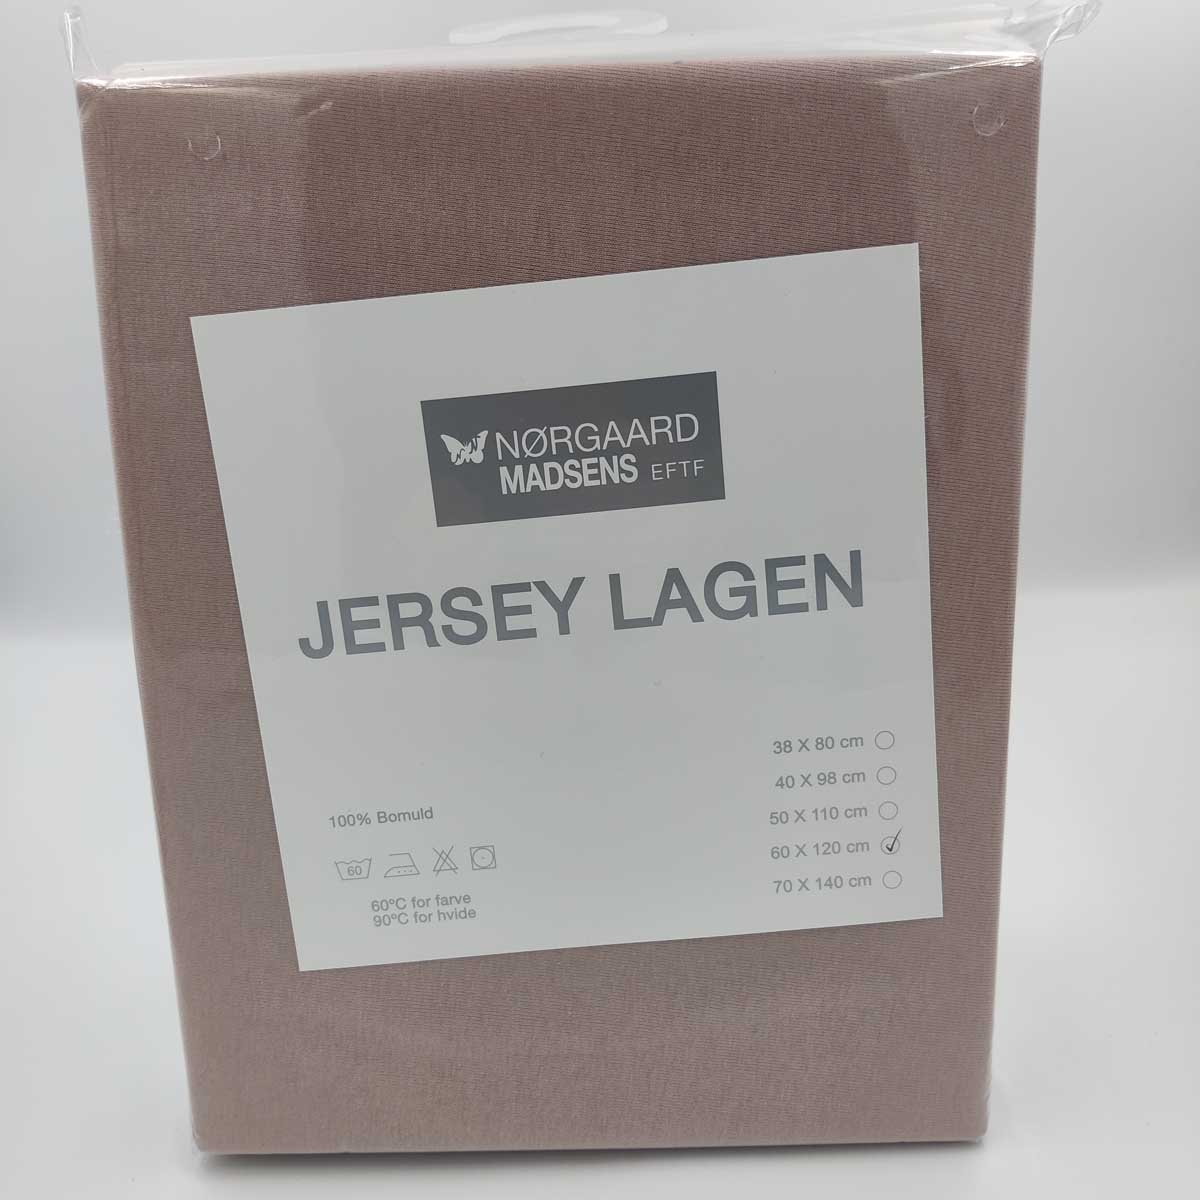 NØRGAARD
MADSENS EFTF
JERSEY LAGEN
38 X 80 cm
40 X 98 cm
50 X 110 cm
60 X 120 cm
70 X 140 cm
100% Bomuld
60
60°C for farve
90°C for hvide